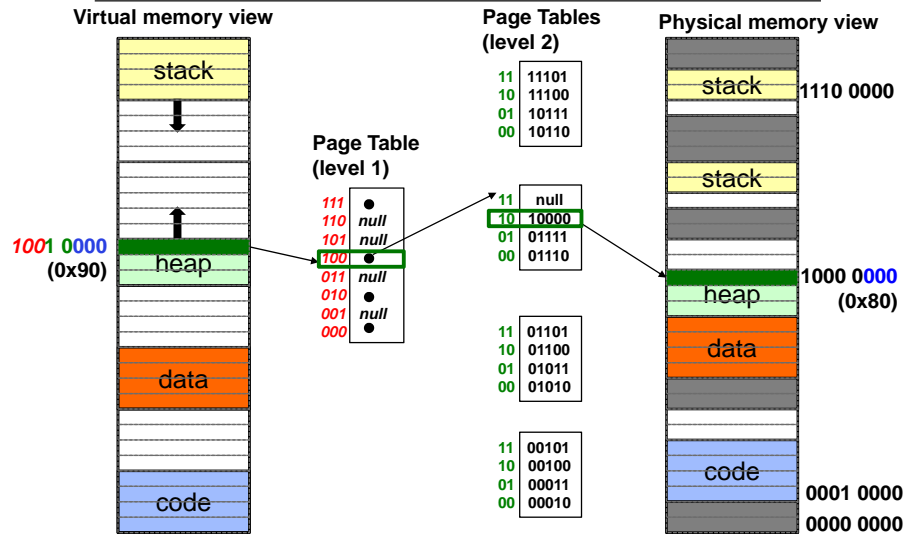 Virtual memory view
stack
1001 0000
(0x90)
heap
data
code
Page Table
(level 1)
111
110 null
101 null
100
011 null
010
001 null
000
Page Tables
(level 2)
11 11101
10 11100
01 10111
00 10110
11 null
10 10000
01 01111
00 01110
11 01101
10 01100
01 01011
00 01010
11 00101
10 00100
01 00011
00 00010
Physical memory view
stack
1110 0000
stack
1000 0000
(0x80)
heap
data
code
0001 0000
0000 0000